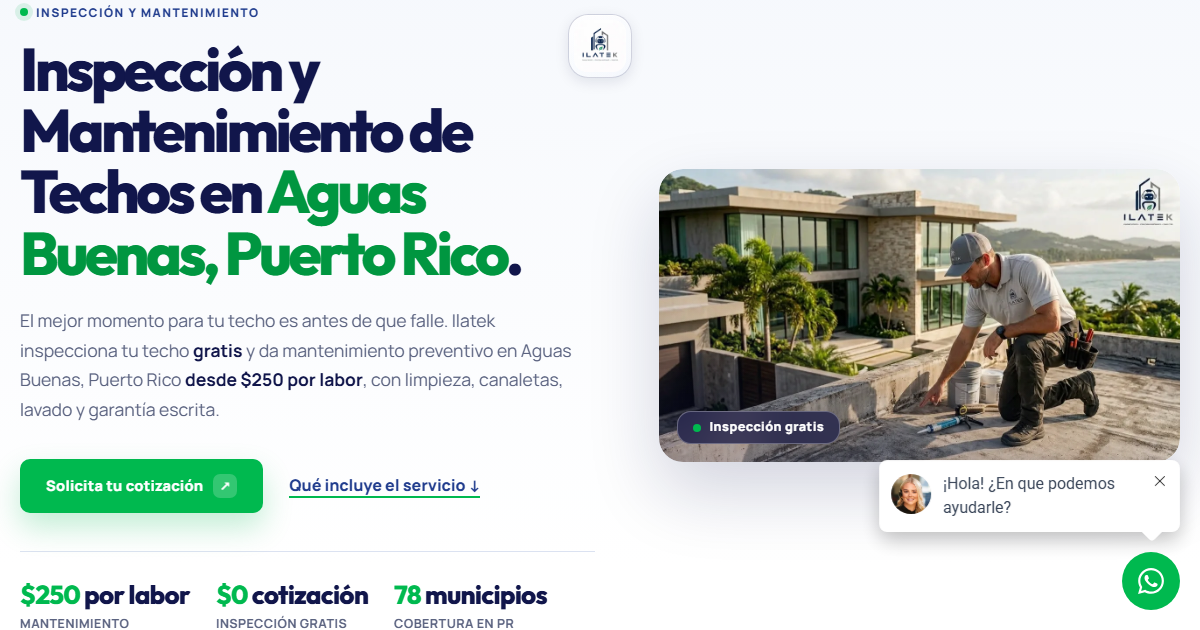 INSPECCIÓN Y MANTENIMIENTO
ILATEK
Inspección y
Mantenimiento de
Techos en Aguas
Buenas, Puerto Rico.
El mejor momento para tu techo es antes de que falle. Ilatek
inspecciona tu techo gratis y da mantenimiento preventivo en Aguas
Buenas, Puerto Rico desde $250 por labor, con limpieza, canaletas,
lavado y garantía escrita.
Solicita tu cotización ↗
Qué incluye el servicio ↓
ILATEK
Inspección gratis
¡Hola! ¿En que podemos
ayudarle?
$250 por labor
MANTENIMIENTO
$0 cotización
INSPECCIÓN GRATIS
78 municipios
COBERTURA EN PR